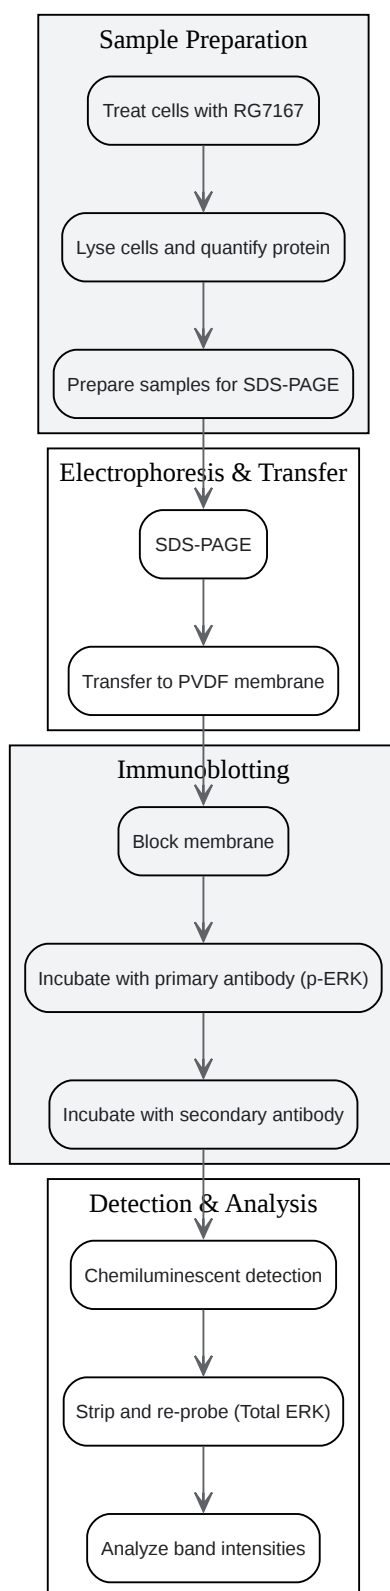 Sample Preparation
Treat cells with RG7167
Lyse cells and quantify protein
Prepare samples for SDS-PAGE
Electrophoresis & Transfer
SDS-PAGE
Transfer to PVDF membrane
Immunoblotting
Block membrane
Incubate with primary antibody (p-ERK)
Incubate with secondary antibody
Detection & Analysis
Chemiluminescent detection
Strip and re-probe (Total ERK)
Analyze band intensities